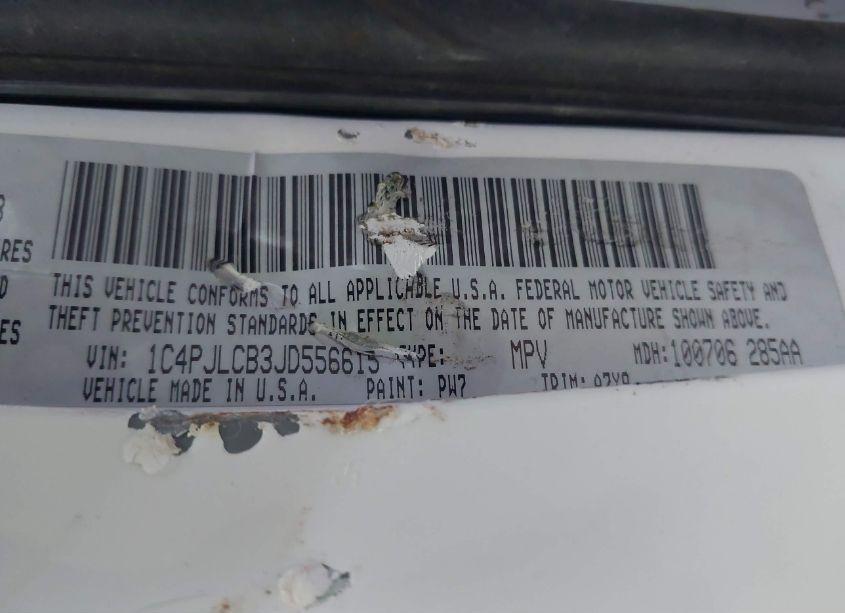 RES
THIS VEHICLE CONFORMS TO ALL APPLICABLE U.S.A. FEDERAL MOTOR VEHICLE SAFETY AND
THEFT PREVENTION STANDARDS IN EFFECT ON THE DATE OF MANUFACTURE SHOWN ABOVE.
VIN: 1C4PJLCB3JD556615 TYPE: MPV MDH:100706 285AA
VEHICLE MADE IN U.S.A. PAINT: PW7 TRIM: